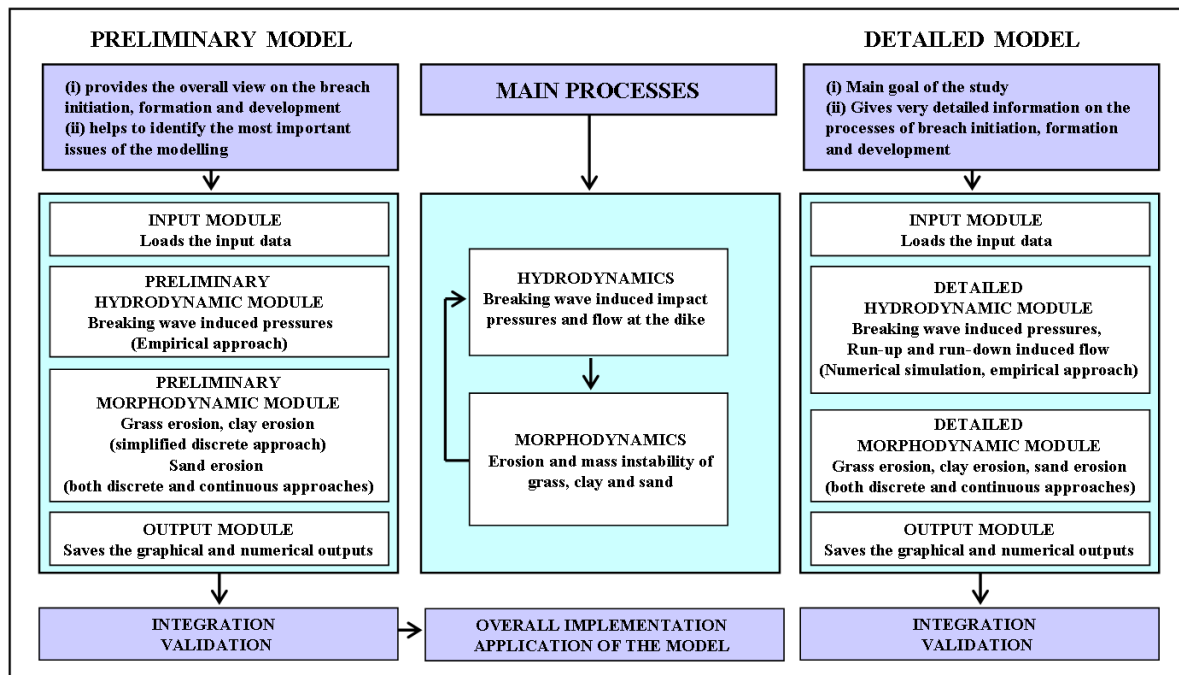 PRELIMINARY MODEL
(i) provides the overall view on the breach
initiation, formation and development
(ii) helps to identify the most important
issues of the modelling
INPUT MODULE
Loads the input data
PRELIMINARY
HYDRODYNAMIC MODULE
Breaking wave induced pressures
(Empirical approach)
PRELIMINARY
MORPHODYNAMIC MODULE
Grass erosion, clay erosion
(simplified discrete approach)
Sand erosion
(both discrete and continuous approaches)
OUTPUT MODULE
Saves the graphical and numerical outputs
INTEGRATION
VALIDATION
MAIN PROCESSES
HYDRODYNAMICS
Breaking wave induced impact
pressures and flow at the dike
MORPHODYNAMICS
Erosion and mass instability of
grass, clay and sand
OVERALL IMPLEMENTATION
APPLICATION OF THE MODEL
DETAILED MODEL
(i) Main goal of the study
(ii) Gives very detailed information on the
processes of breach initiation, formation
and development
INPUT MODULE
Loads the input data
DETAILED
HYDRODYNAMIC MODULE
Breaking wave induced pressures,
Run-up and run-down induced flow
(Numerical simulation, empirical approach)
DETAILED
MORPHODYNAMIC MODULE
Grass erosion, clay erosion, sand erosion
(both discrete and continuous approaches)
OUTPUT MODULE
Saves the graphical and numerical outputs
INTEGRATION
VALIDATION